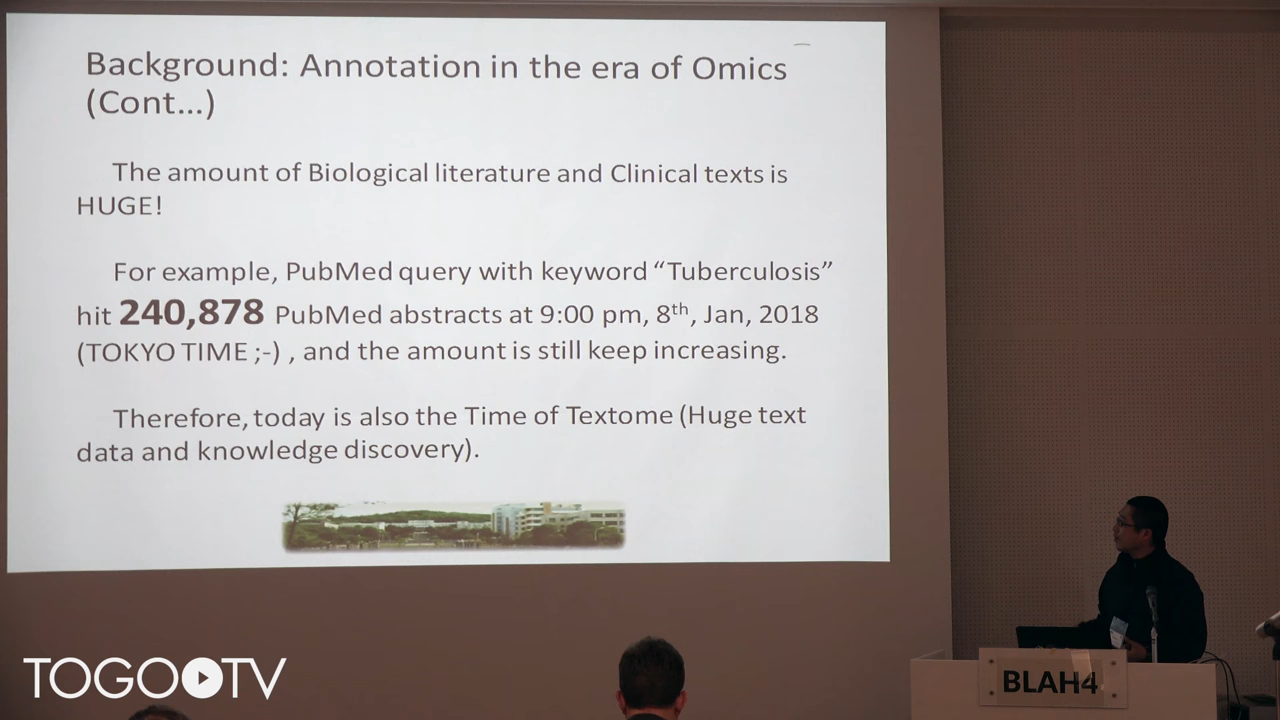 Background: Annotation in the era of Omics
(Cont...)
The amount of Biological literature and Clinical texts is
HUGE!
For example, PubMed query with keyword “Tuberculosis”
hit 240,878 PubMed abstracts at 9:00 pm, 8th, Jan, 2018
(TOKYO TIME ;-) , and the amount is still keep increasing.
Therefore, today is also the Time of Textome (Huge text
data and knowledge discovery).
BLAH4
TOGO TV